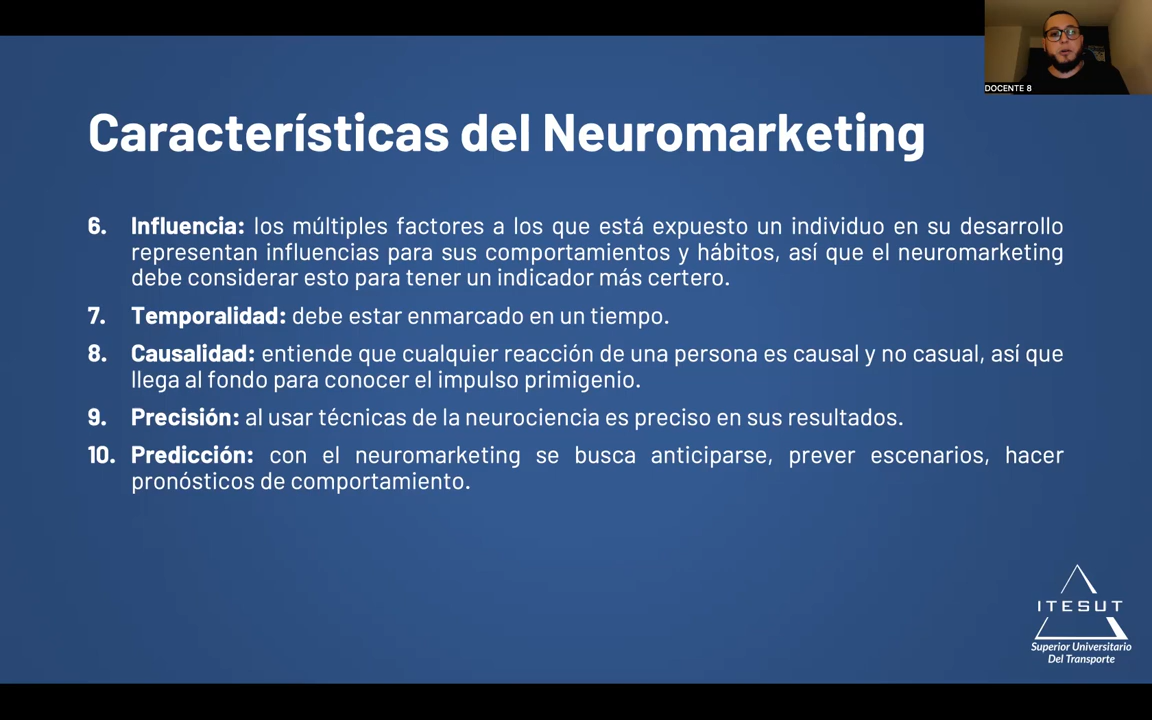 DOCENTE 8
Características del Neuromarketing
6. Influencia: los múltiples factores a los que está expuesto un individuo en su desarrollo
representan influencias para sus comportamientos y hábitos, así que el neuromarketing
debe considerar esto para tener un indicador más certero.
7. Temporalidad: debe estar enmarcado en un tiempo.
8. Causalidad: entiende que cualquier reacción de una persona es causal y no casual, así que
llega al fondo para conocer el impulso primigenio.
9. Precisión: al usar técnicas de la neurociencia es preciso en sus resultados.
10. Predicción: con el neuromarketing se busca anticiparse, prever escenarios, hacer
pronósticos de comportamiento.
ITESUT
Superior Universitario
Del Transporte